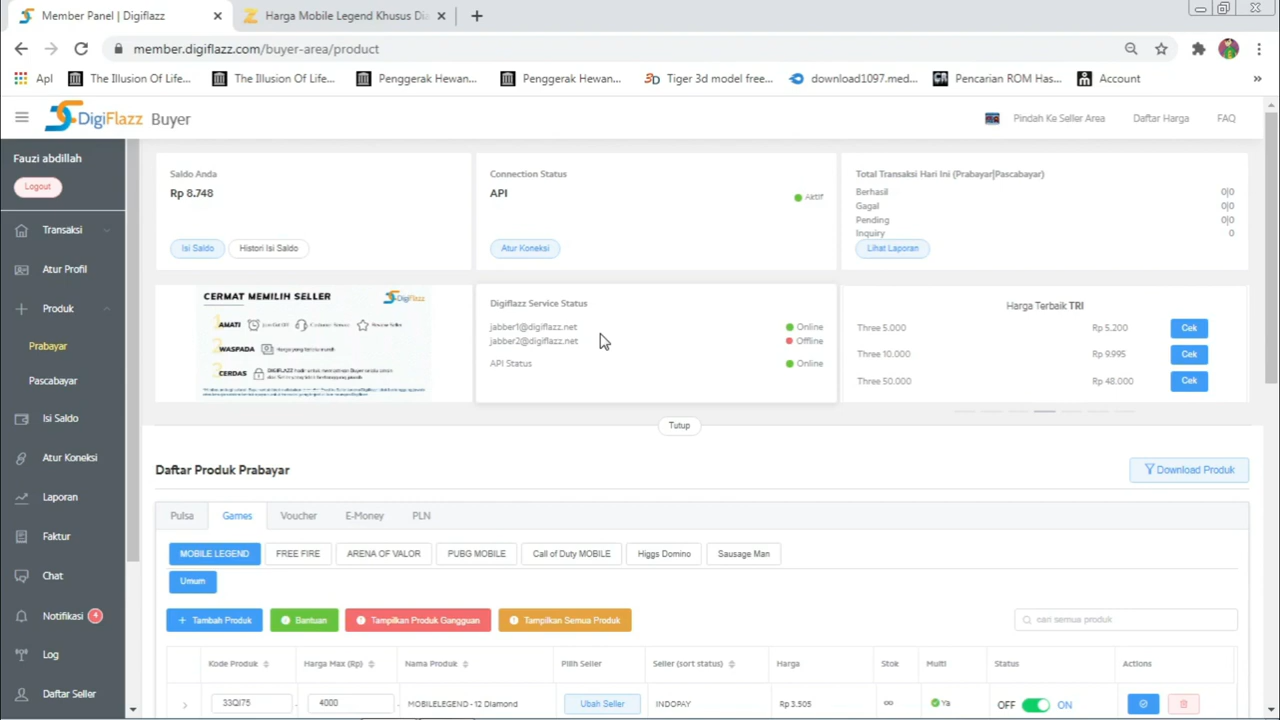 Member Panel | Digiflazz
Harga Mobile Legend Khusus Dia
member.digiflazz.com/buyer-area/product
Apl
The Illusion Of Life...
The Illusion Of Life...
Penggerak Hewan...
Penggerak Hewan...
3D Tiger 3d model free...
download1097.med...
Pencarian ROM Has...
Account
DigiFlazz Buyer
Pindah Ke Seller Area
Daftar Harga
FAQ
Fauzi abdillah
Logout
Transaksi
Atur Profil
Produk
Prabayar
Pascabayar
Isi Saldo
Atur Koneksi
Laporan
Faktur
Chat
Notifikasi 4
Log
Daftar Seller
Saldo Anda
Rp 8.748
Isi Saldo
Histori Isi Saldo
Connection Status
API
Aktif
Atur Koneksi
Total Transaksi Hari Ini (Prabayar|Pascabayar)
Berhasil 0|0
Gagal 0|0
Pending 0|0
Inquiry 0
Lihat Laporan
CERMAT MEMILIH SELLER
DigiFlazz
1 AMATI
2 WASPADA
3 CERDAS
Digiflazz Service Status
jabber1@digiflazz.net Online
jabber2@digiflazz.net Offline
API Status Online
Harga Terbaik TRI
Three 5.000 Rp 5.200 Cek
Three 10.000 Rp 9.995 Cek
Three 50.000 Rp 48.000 Cek
Tutup
Daftar Produk Prabayar
Download Produk
Pulsa Games Voucher E-Money PLN
MOBILE LEGEND FREE FIRE ARENA OF VALOR PUBG MOBILE Call of Duty MOBILE Higgs Domino Sausage Man
Umum
+ Tambah Produk
Bantuan
Tampilkan Produk Gangguan
Tampilkan Semua Produk
cari semua produk
Kode Produk Harga Max (Rp) Nama Produk Pilih Seller Seller (sort status) Harga Stok Multi Status Actions
33QI75 4000 MOBILELEGEND - 12 Diamond Ubah Seller INDOPAY Rp 3.505 ∞ Ya OFF ON